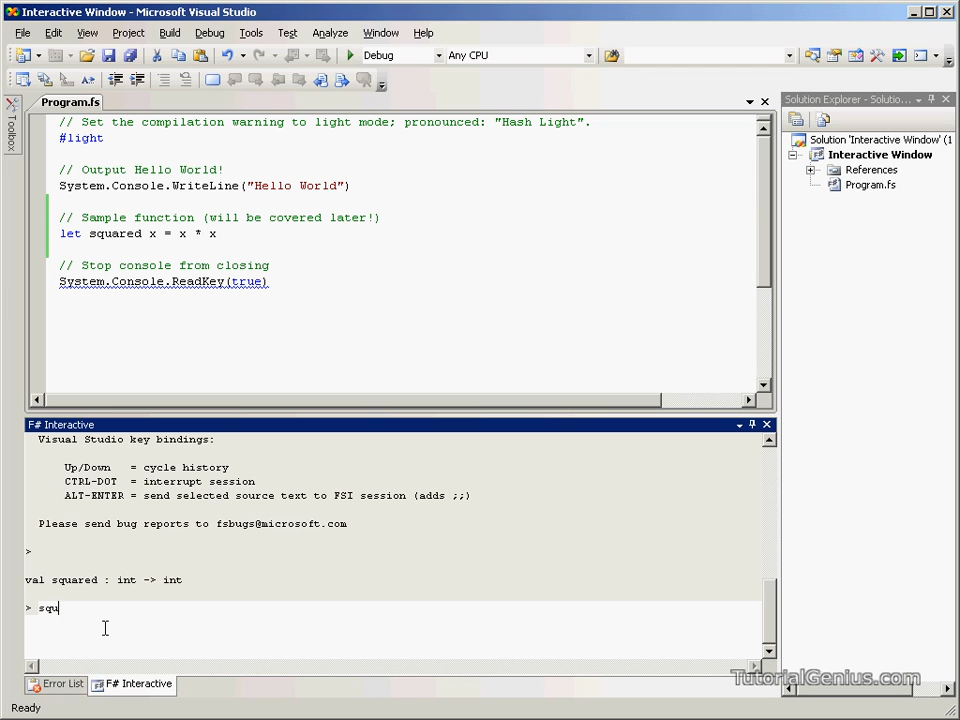 Interactive Window - Microsoft Visual Studio
File Edit View Project Build Debug Tools Test Analyze Window Help
Debug Any CPU
Toolbox
Program.fs
// Set the compilation warning to light mode; pronounced: "Hash Light".
#light
// Output Hello World!
System.Console.WriteLine("Hello World")
// Sample function (will be covered later!)
let squared x = x * x
// Stop console from closing
System.Console.ReadKey(true)
Solution Explorer - Solutio...
Solution 'Interactive Window' (1
Interactive Window
References
Program.fs
F# Interactive
Visual Studio key bindings:
Up/Down = cycle history
CTRL-DOT = interrupt session
ALT-ENTER = send selected source text to FSI session (adds ;;)
Please send bug reports to fsbugs@microsoft.com
>
val squared : int -> int
> squ
Error List F# Interactive
TutorialGenius.com
Ready